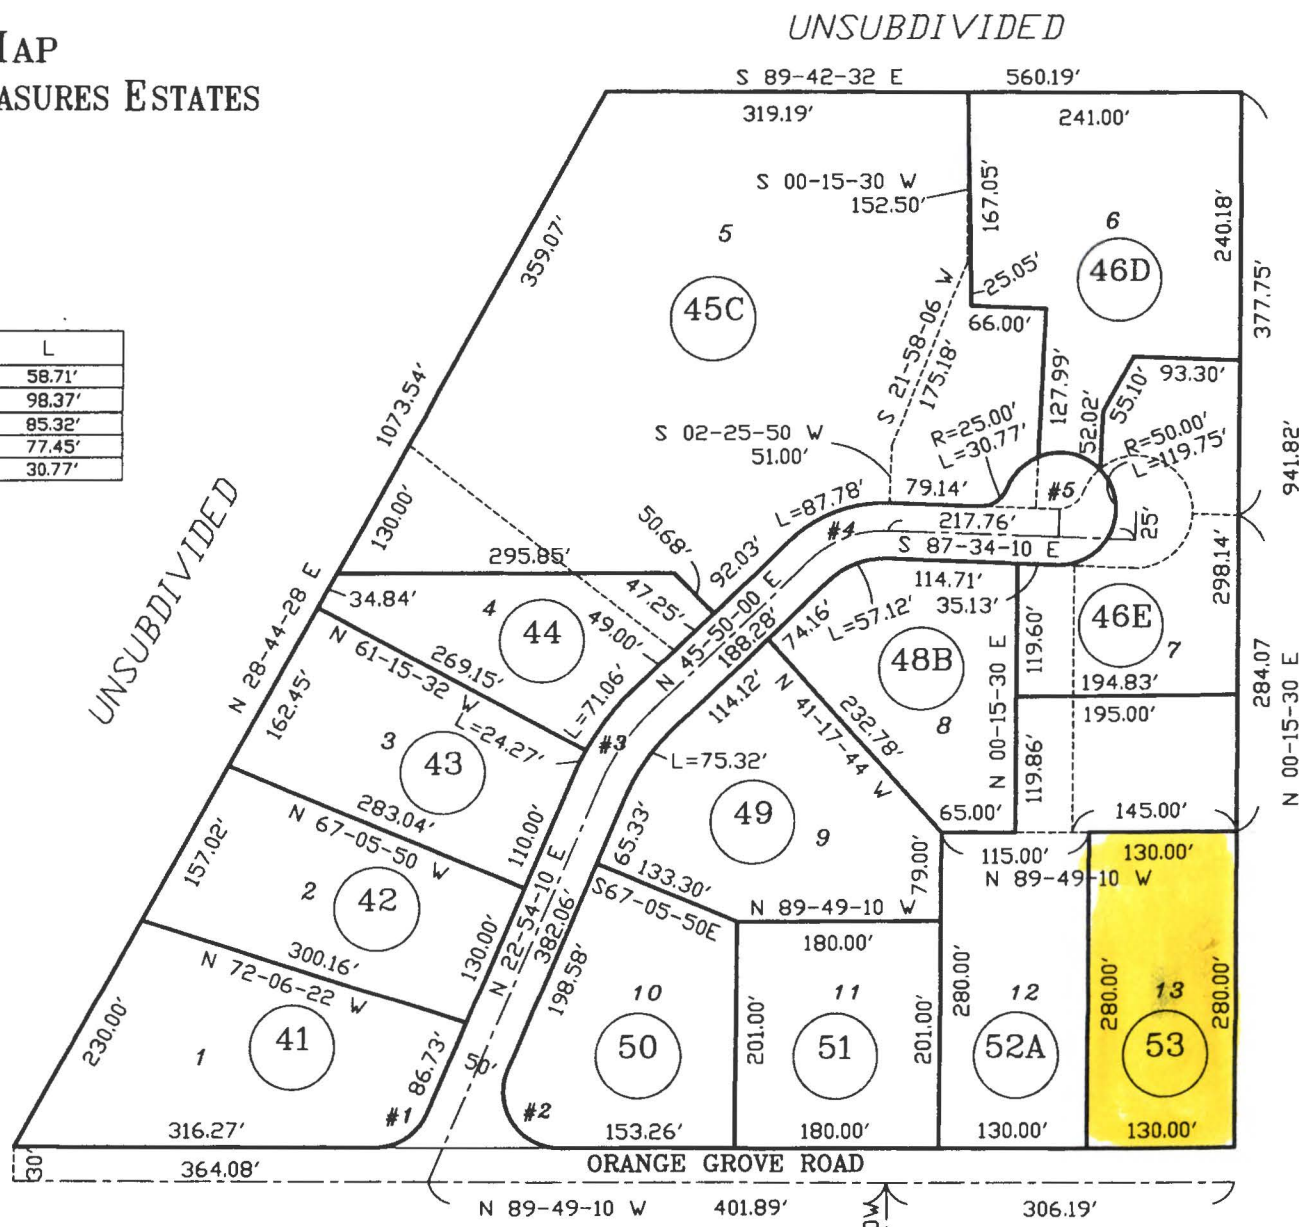 MAP
ASURES ESTATES
UNSUBDIVIDED
S 89-42-32 E 560.19'
319.19' 241.00'
S 00-15-30 W
152.50'
167.05'
240.18'
377.75'
5
45C
6
46D
359.07'
25.05'
66.00'
S 21-58-06 W
175.18'
127.99'
52.02'
55.10'
93.30'
L
58.71'
98.37'
85.32'
77.45'
30.77'
1073.54'
S 02-25-50 W
51.00'
R=25.00'
L=30.77'
R=50.00'
L=119.75'
941.82'
UNSUBDIVIDED
130.00'
79.14'
#5
L=87.78'
#4
217.76'
S 87-34-10 E
25'
298.14'
295.85'
50.68'
92.03'
114.71'
35.13'
34.84'
4
44
47.25'
49.00'
N 45-50-00 E
188.28'
74.16'
L=57.12'
48B
8
119.60'
N 00-15-30 E
46E
7
194.83'
195.00'
284.07
N 00-15-30 E
N 28-44-28 E
N 61-15-32 W
269.15'
L=71.06'
114.12'
N 41-17-44 W
232.78'
162.45'
3
43
L=24.27'
#3
L=75.32'
119.86'
N 67-05-50 W
283.04'
110.00'
65.33'
49
9
65.00'
145.00'
157.02'
2
42
133.30'
S67-05-50E
79.00'
115.00'
N 89-49-10 W
130.00'
N 89-49-10 W
180.00'
N 72-06-22 W
300.16'
130.00'
N 22-54-10 E
382.06'
198.58'
230.00'
1
41
86.73'
50'
10
50
201.00'
11
51
201.00'
280.00'
12
52A
280.00'
13
53
280.00'
#1
#2
316.27'
153.26'
180.00'
130.00'
130.00'
30'
364.08'
ORANGE GROVE ROAD
N 89-49-10 W 401.89'
306.19'